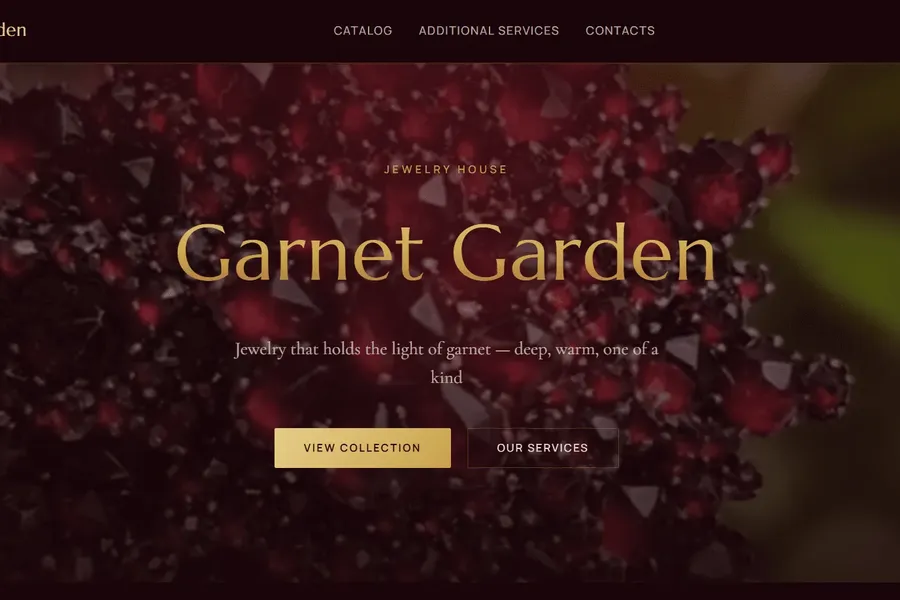 den
CATALOG ADDITIONAL SERVICES CONTACTS
JEWELRY HOUSE
Garnet Garden
Jewelry that holds the light of garnet — deep, warm, one of a
kind
VIEW COLLECTION OUR SERVICES